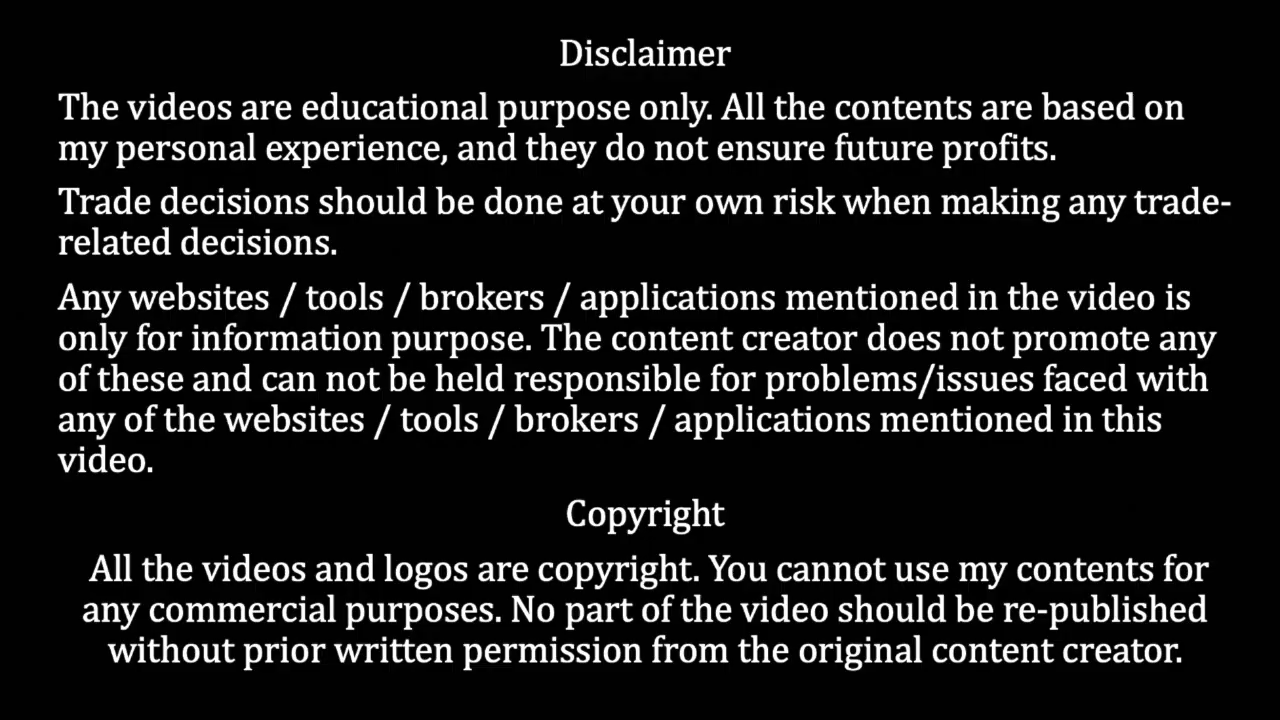 Disclaimer
The videos are educational purpose only. All the contents are based on
my personal experience, and they do not ensure future profits.
Trade decisions should be done at your own risk when making any trade-
related decisions.
Any websites / tools / brokers / applications mentioned in the video is
only for information purpose. The content creator does not promote any
of these and can not be held responsible for problems/issues faced with
any of the websites / tools / brokers / applications mentioned in this
video.
Copyright
All the videos and logos are copyright. You cannot use my contents for
any commercial purposes. No part of the video should be re-published
without prior written permission from the original content creator.